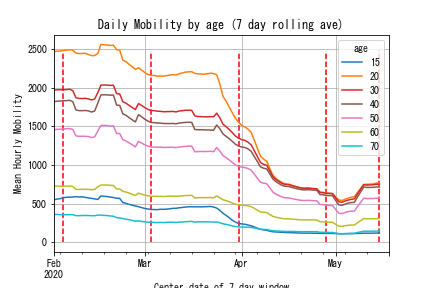 Daily Mobility by age (7 day rolling ave)
Mean Hourly Mobility
2500
2000
1500
1000
500
0
age
15
20
30
40
50
60
70
Feb
2020
Mar
Apr
May
Center date of 7 day window